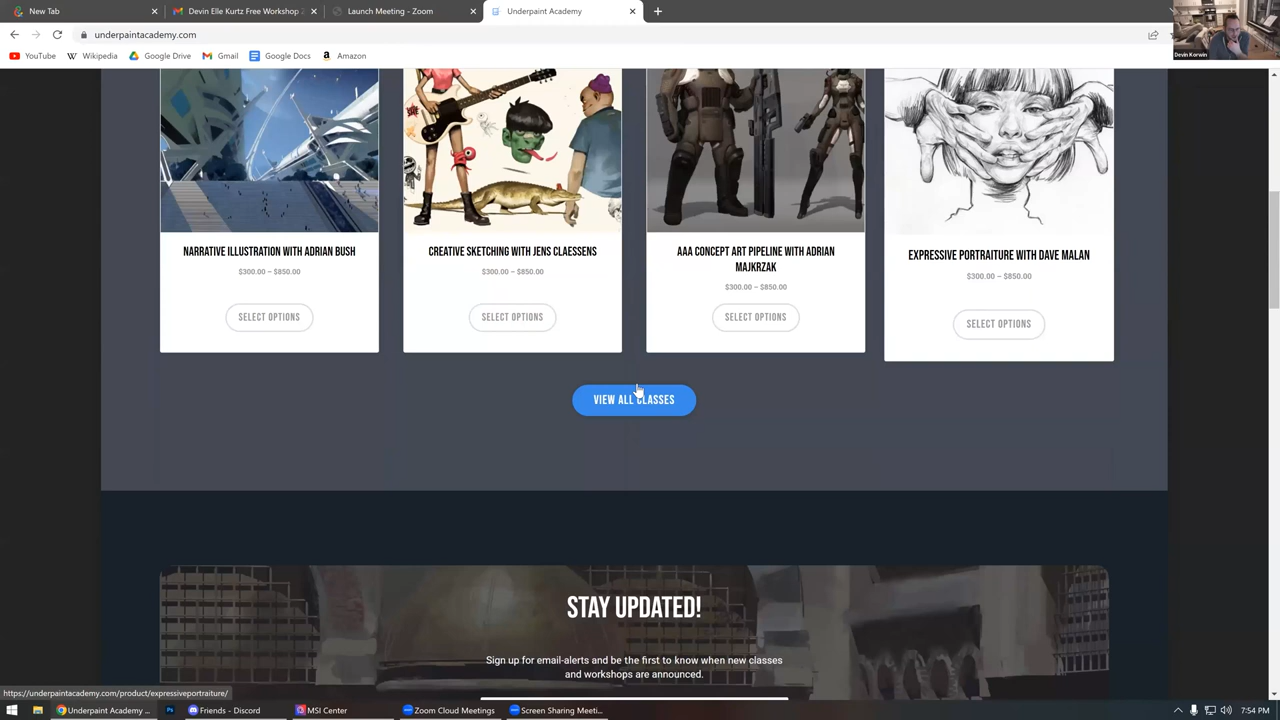 New Tab
Devin Elle Kurtz Free Workshop 2
Launch Meeting - Zoom
Underpaint Academy
underpaintacademy.com
YouTube
Wikipedia
Google Drive
Gmail
Google Docs
Amazon
Devin Korwin
NARRATIVE ILLUSTRATION WITH ADRIAN BUSH
$300.00 – $850.00
SELECT OPTIONS
CREATIVE SKETCHING WITH JENS CLAESSENS
$300.00 – $850.00
SELECT OPTIONS
AAA CONCEPT ART PIPELINE WITH ADRIAN
MAJKRZAK
$300.00 – $850.00
SELECT OPTIONS
EXPRESSIVE PORTRAITURE WITH DAVE MALAN
$300.00 – $850.00
SELECT OPTIONS
VIEW ALL CLASSES
STAY UPDATED!
Sign up for email-alerts and be the first to know when new classes
and workshops are announced.
https://underpaintacademy.com/product/expressiveportraiture/
Underpaint Academy ...
Friends - Discord
MSI Center
Zoom Cloud Meetings
Screen Sharing Meeti...
7:54 PM